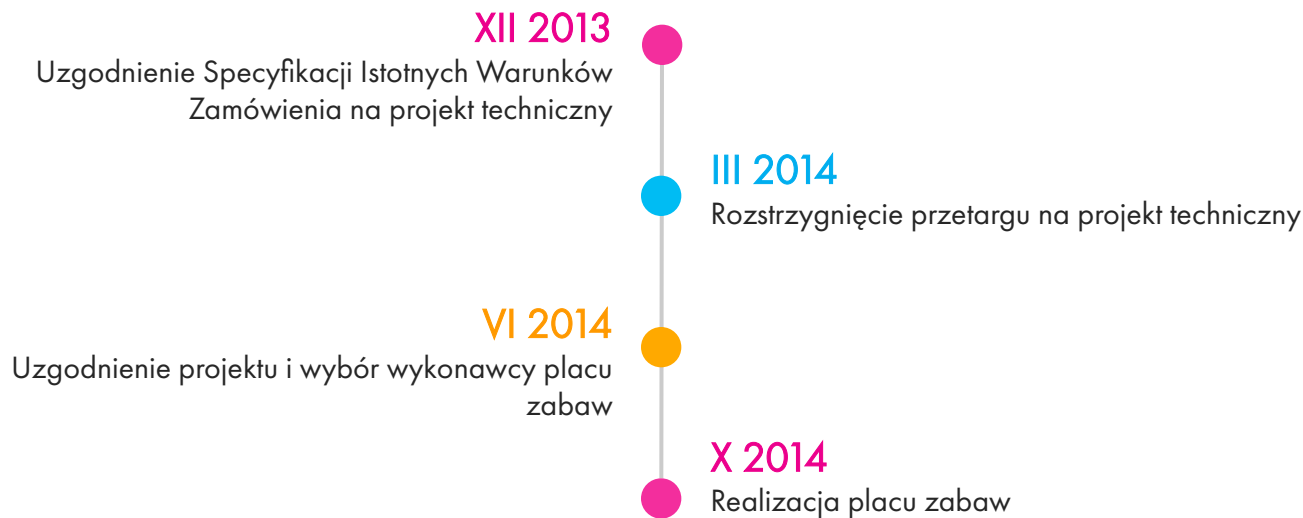 XII 2013
Uzgodnienie Specyfikacji Istotnych Warunków
Zamówienia na projekt techniczny
III 2014
Rozstrzygnięcie przetargu na projekt techniczny
VI 2014
Uzgodnienie projektu i wybór wykonawcy placu
zabaw
X 2014
Realizacja placu zabaw